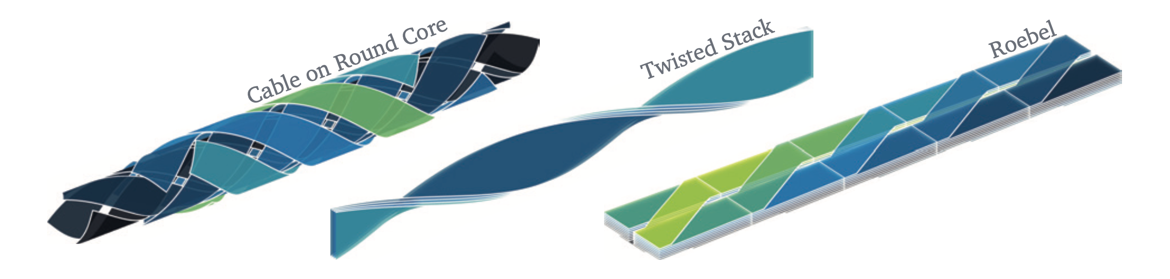 Cable on Round Core
Twisted Stack
Roebel